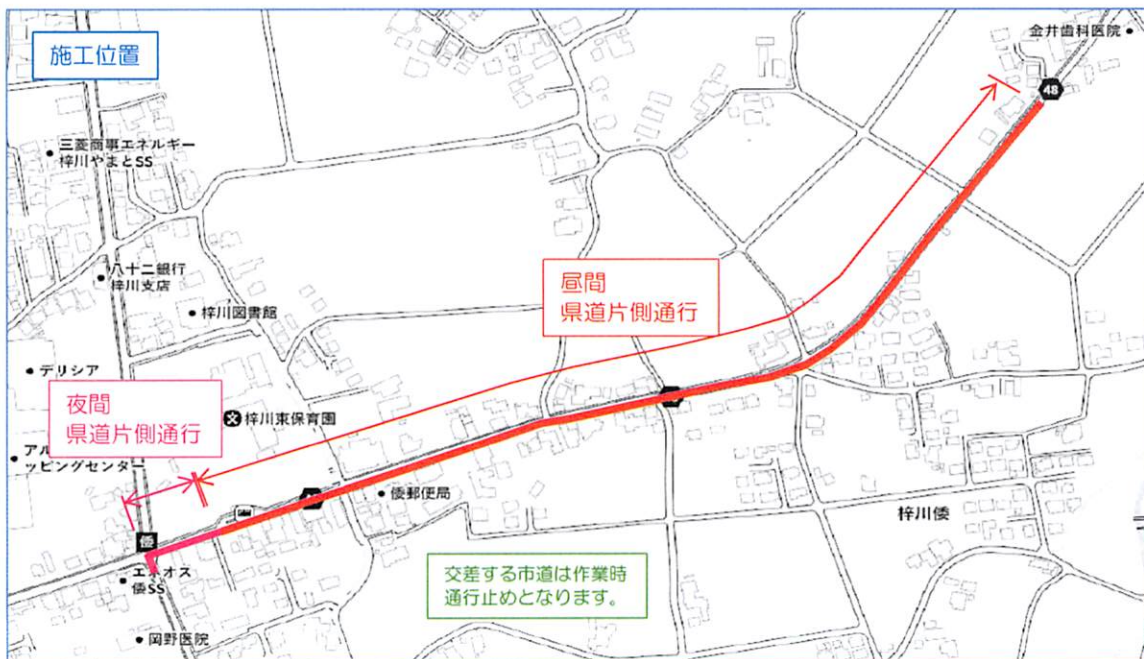 施工位置
金井歯科医院
48
三菱商事エネルギー
梓川やまとSS
八十二銀行
梓川支店
梓川図書館
昼間
県道片側通行
デリシア
夜間
県道片側通行
梓川東保育園
ッピングセンター
倭郵便局
梓川倭
倭
倭SS
交差する市道は作業時
通行止めとなります。
岡野医院